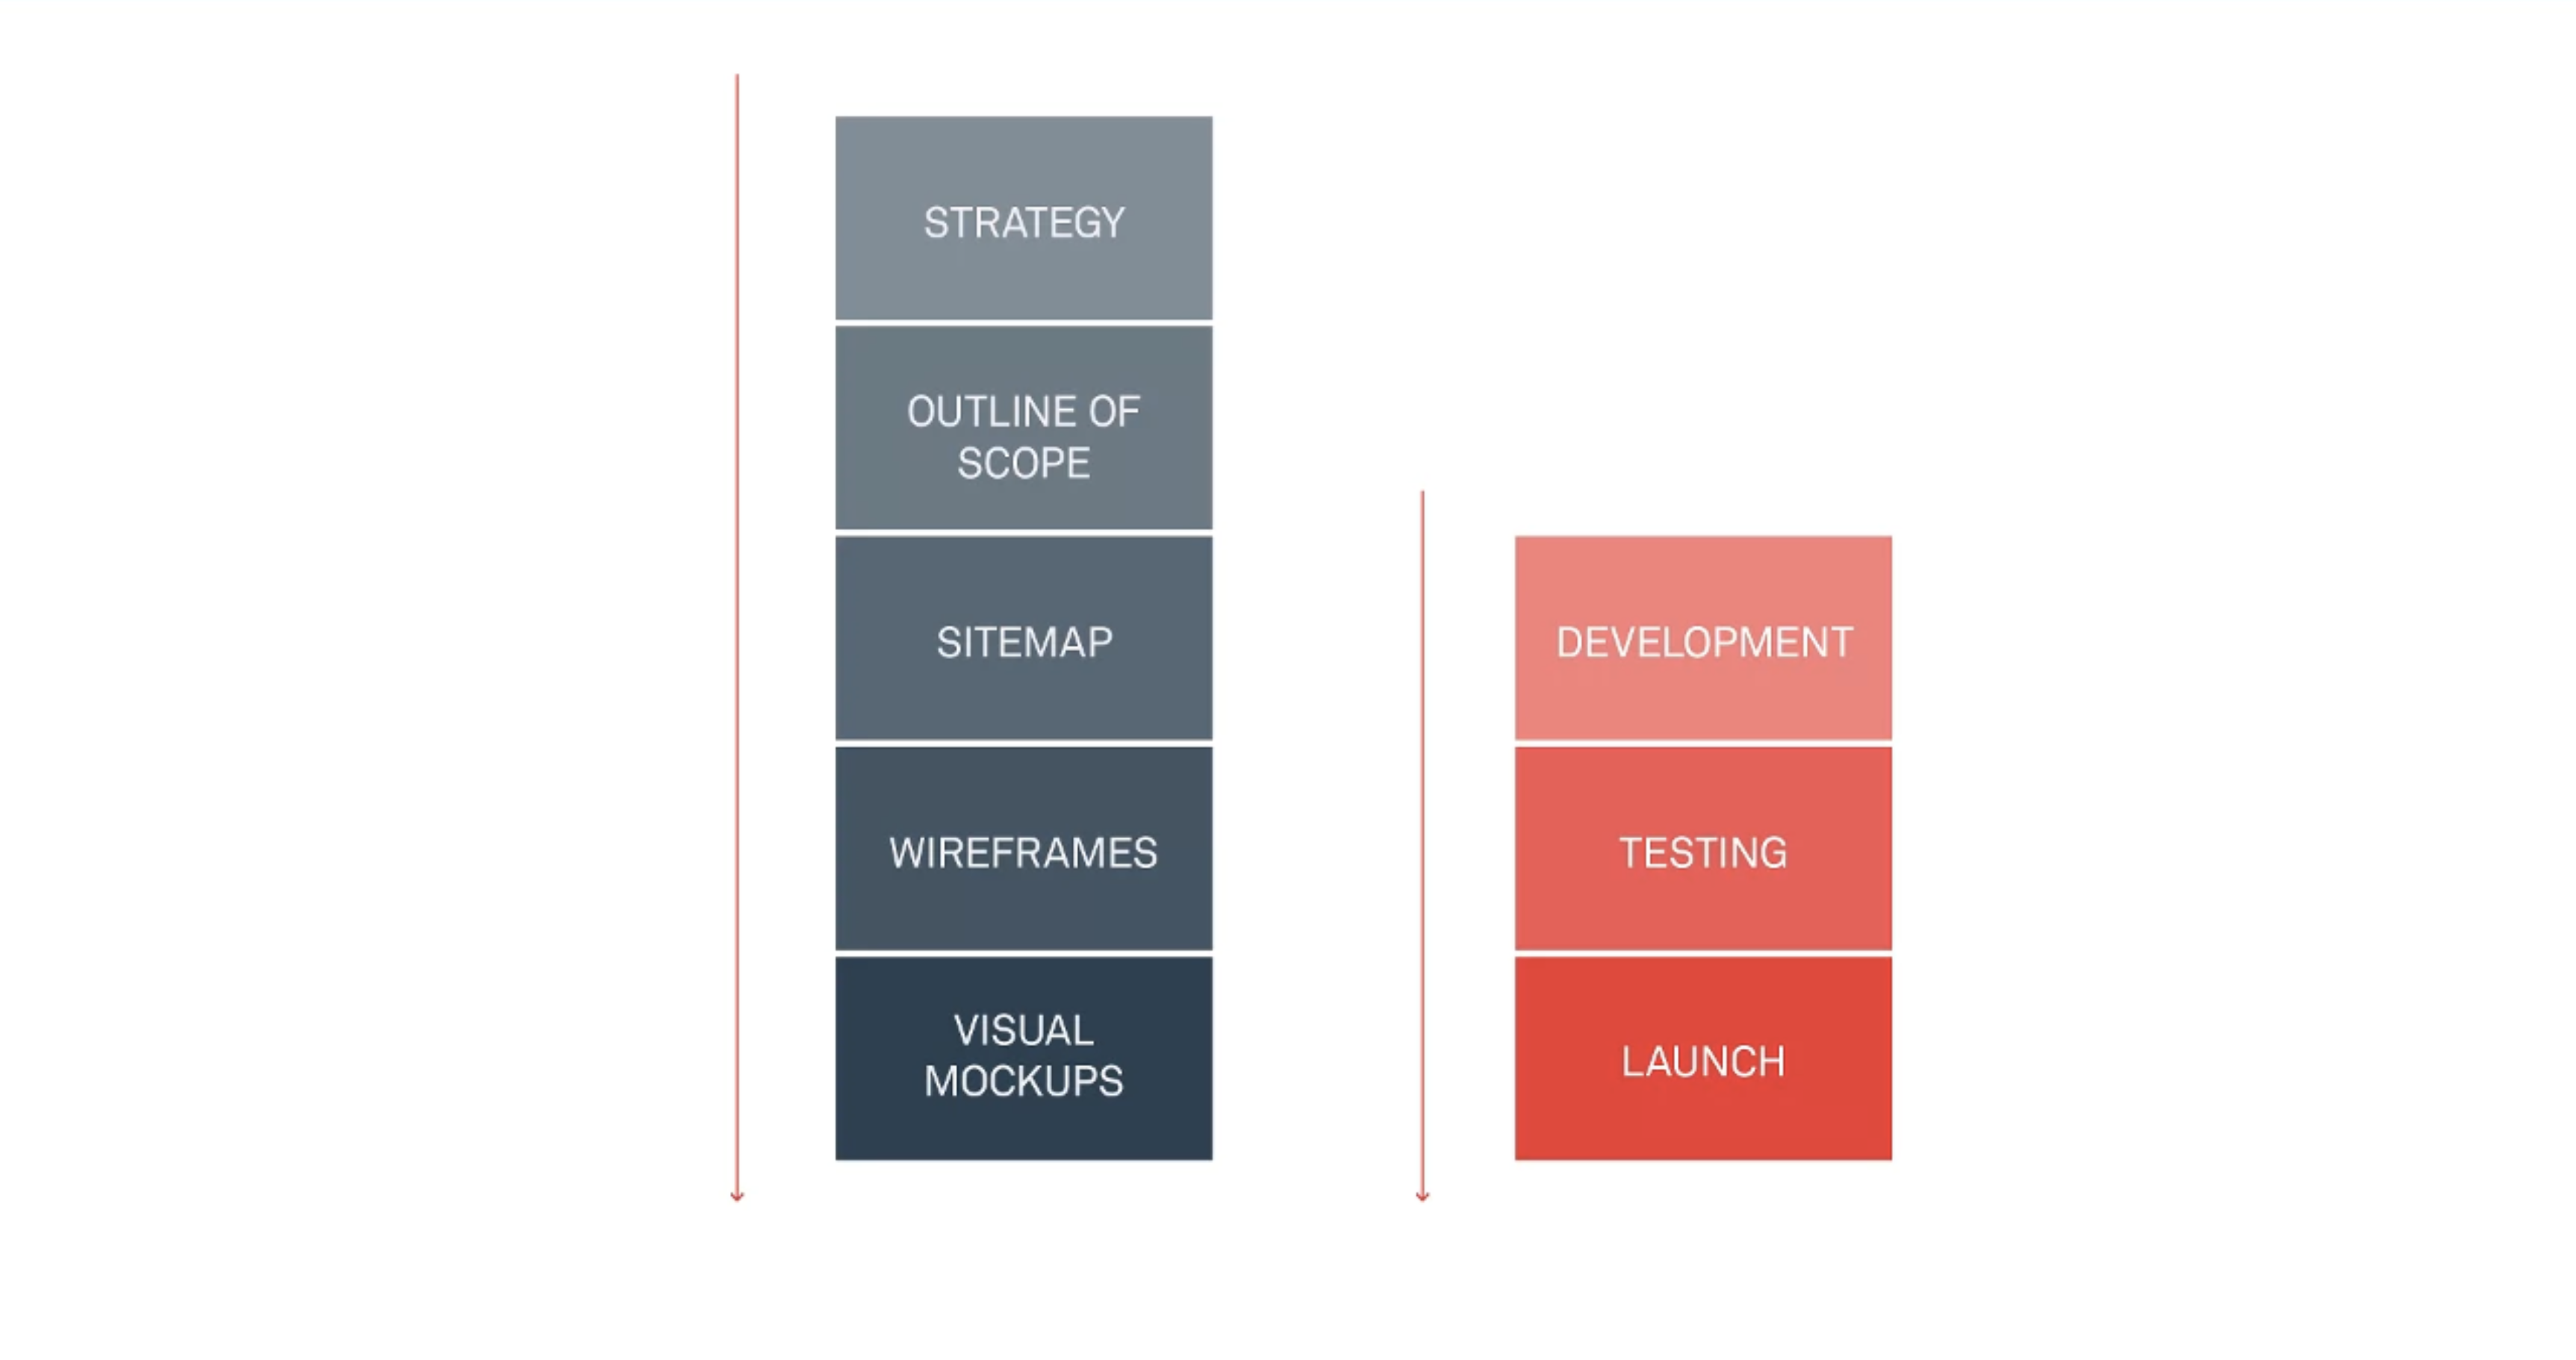 STRATEGY
OUTLINE OF
SCOPE
SITEMAP
WIREFRAMES
VISUAL
MOCKUPS
DEVELOPMENT
TESTING
LAUNCH